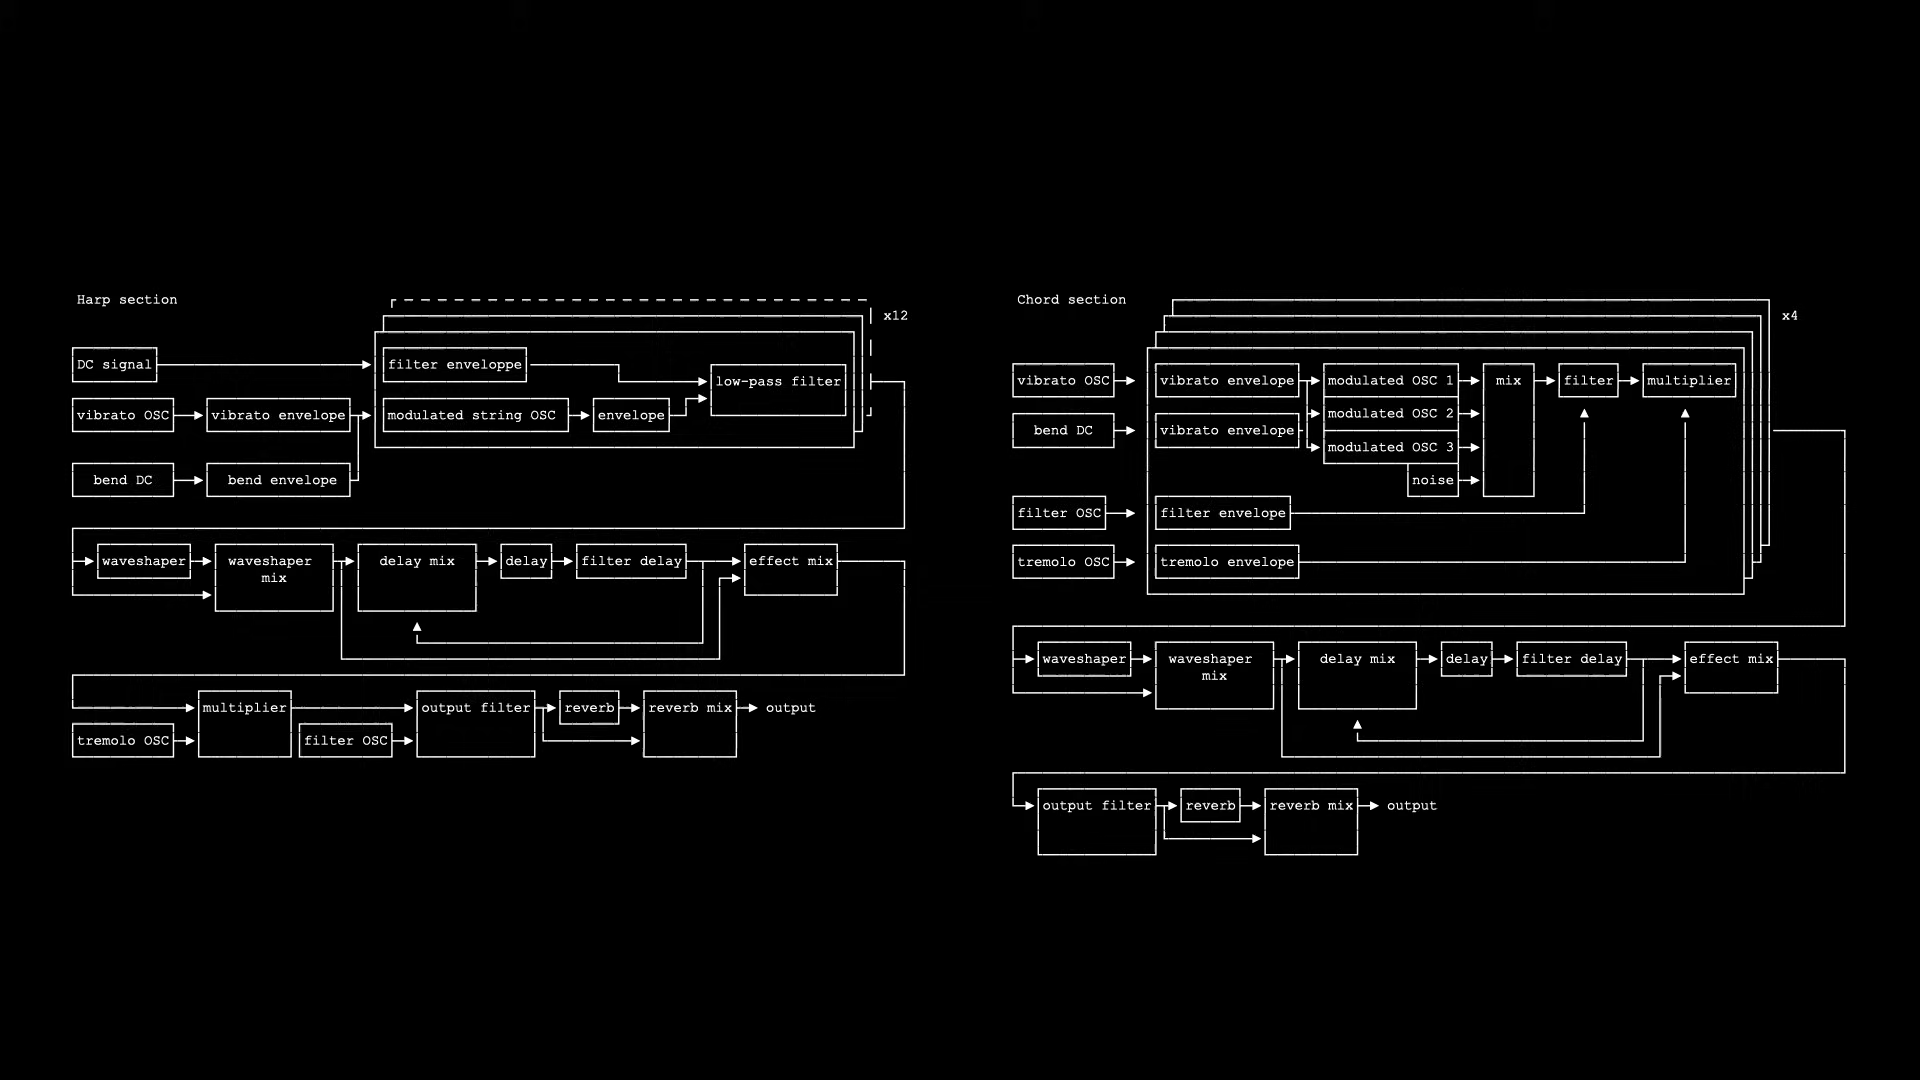 Harp section
x12
DC signal
filter enveloppe
low-pass filter
vibrato OSC
vibrato envelope
modulated string OSC
envelope
bend DC
bend envelope
waveshaper
waveshaper
mix
delay mix
delay
filter delay
effect mix
multiplier
output filter
reverb
reverb mix
output
tremolo OSC
filter OSC
Chord section
x4
vibrato OSC
vibrato envelope
modulated OSC 1
mix
filter
multiplier
modulated OSC 2
bend DC
vibrato envelope
modulated OSC 3
noise
filter OSC
filter envelope
tremolo OSC
tremolo envelope
waveshaper
waveshaper
mix
delay mix
delay
filter delay
effect mix
output filter
reverb
reverb mix
output